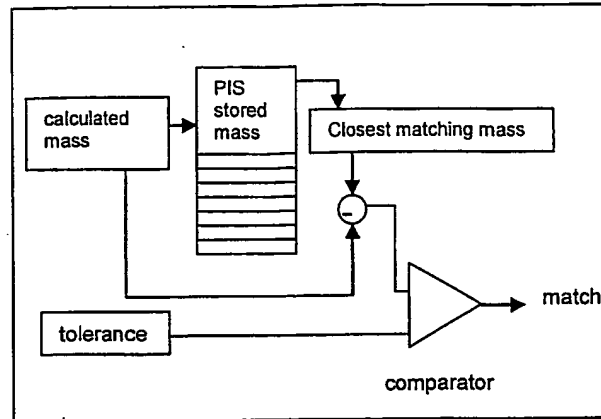 calculated
mass
PIS
stored
mass
Closest matching mass
-
tolerance
match
comparator